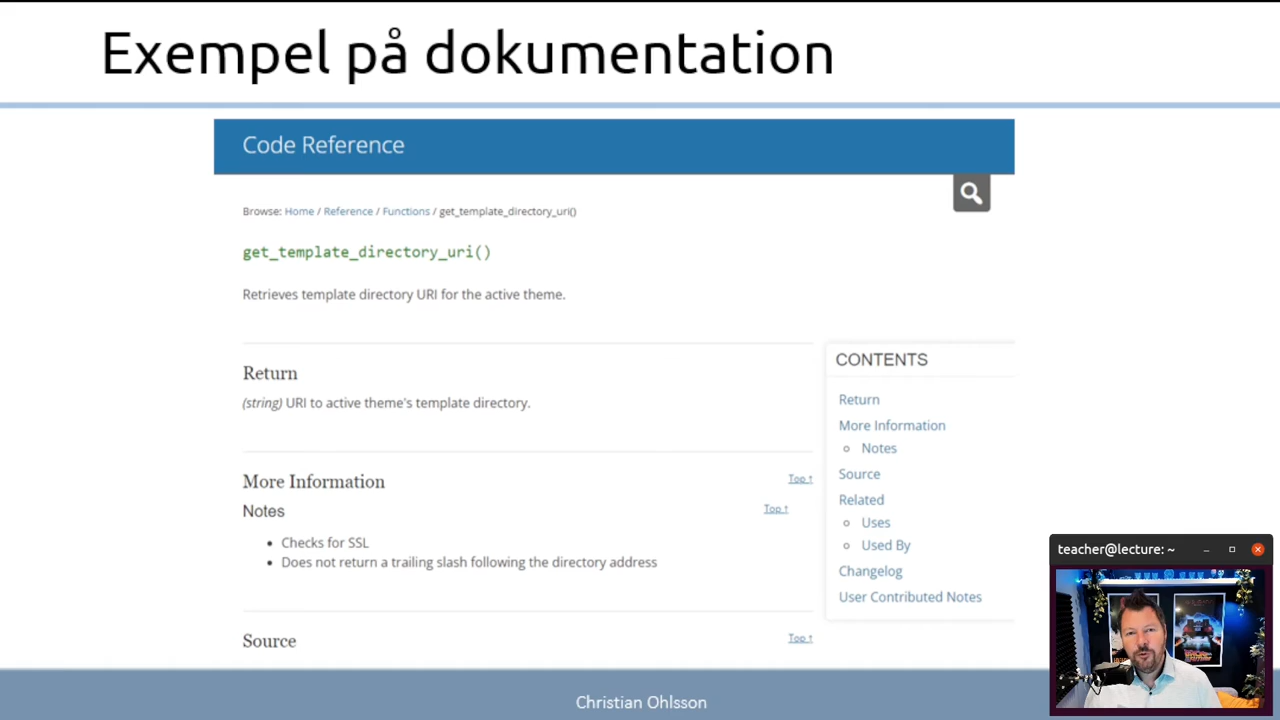 Exempel på dokumentation
Code Reference
Browse: Home / Reference / Functions / get_template_directory_uri()
get_template_directory_uri()
Retrieves template directory URI for the active theme.
Return
(string) URI to active theme's template directory.
More Information
Top ↑
Notes
Top ↑
• Checks for SSL
• Does not return a trailing slash following the directory address
Source
Top ↑
CONTENTS
Return
More Information
Notes
Source
Related
Uses
Used By
Changelog
User Contributed Notes
teacher@lecture: ~
Christian Ohlsson